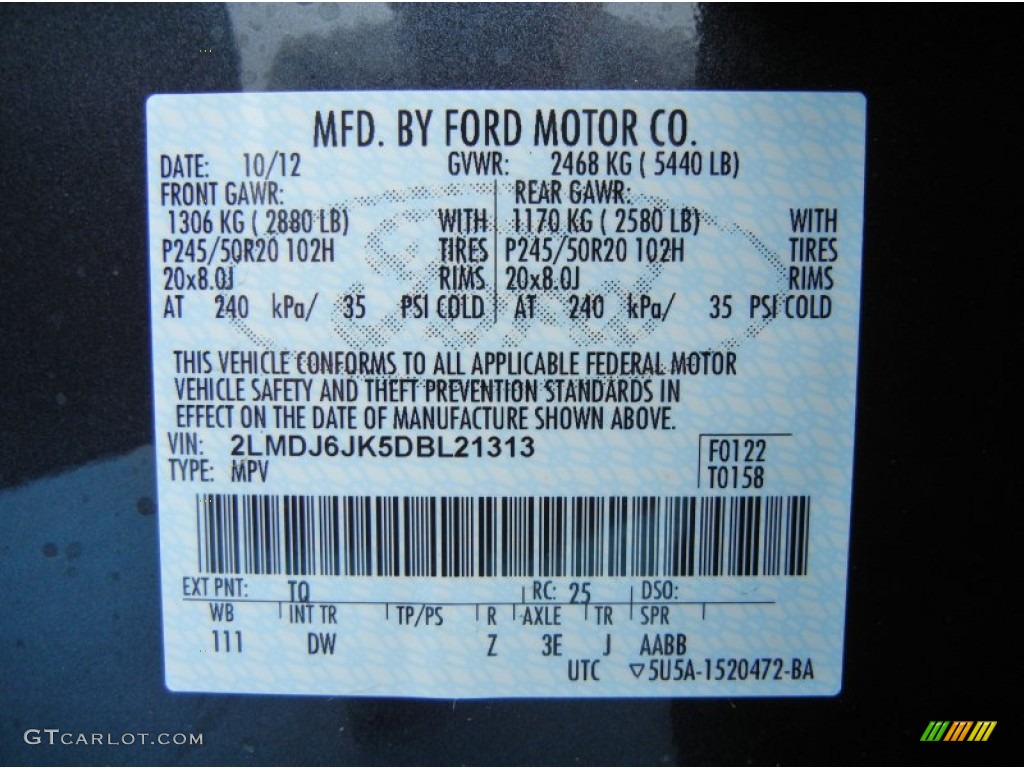 MFD. BY FORD MOTOR CO.
DATE: 10/12 GVWR: 2468 KG ( 5440 LB)
FRONT GAWR: REAR GAWR:
1306 KG ( 2880 LB) WITH 1170 KG ( 2580 LB) WITH
P245/50R20 102H TIRES P245/50R20 102H TIRES
20x8.0J RIMS 20x8.0J RIMS
AT 240 kPa/ 35 PSI COLD AT 240 kPa/ 35 PSI COLD
THIS VEHICLE CONFORMS TO ALL APPLICABLE FEDERAL MOTOR
VEHICLE SAFETY AND THEFT PREVENTION STANDARDS IN
EFFECT ON THE DATE OF MANUFACTURE SHOWN ABOVE.
VIN: 2LMDJ6JK5DBL21313 F0122
TYPE: MPV T0158
EXT PNT: TQ RC: 25 DSO:
WB INT TR TP/PS R AXLE TR SPR
111 DW Z 3E J AABB
UTC ▽5U5A-1520472-BA
GTCARLOT.COM